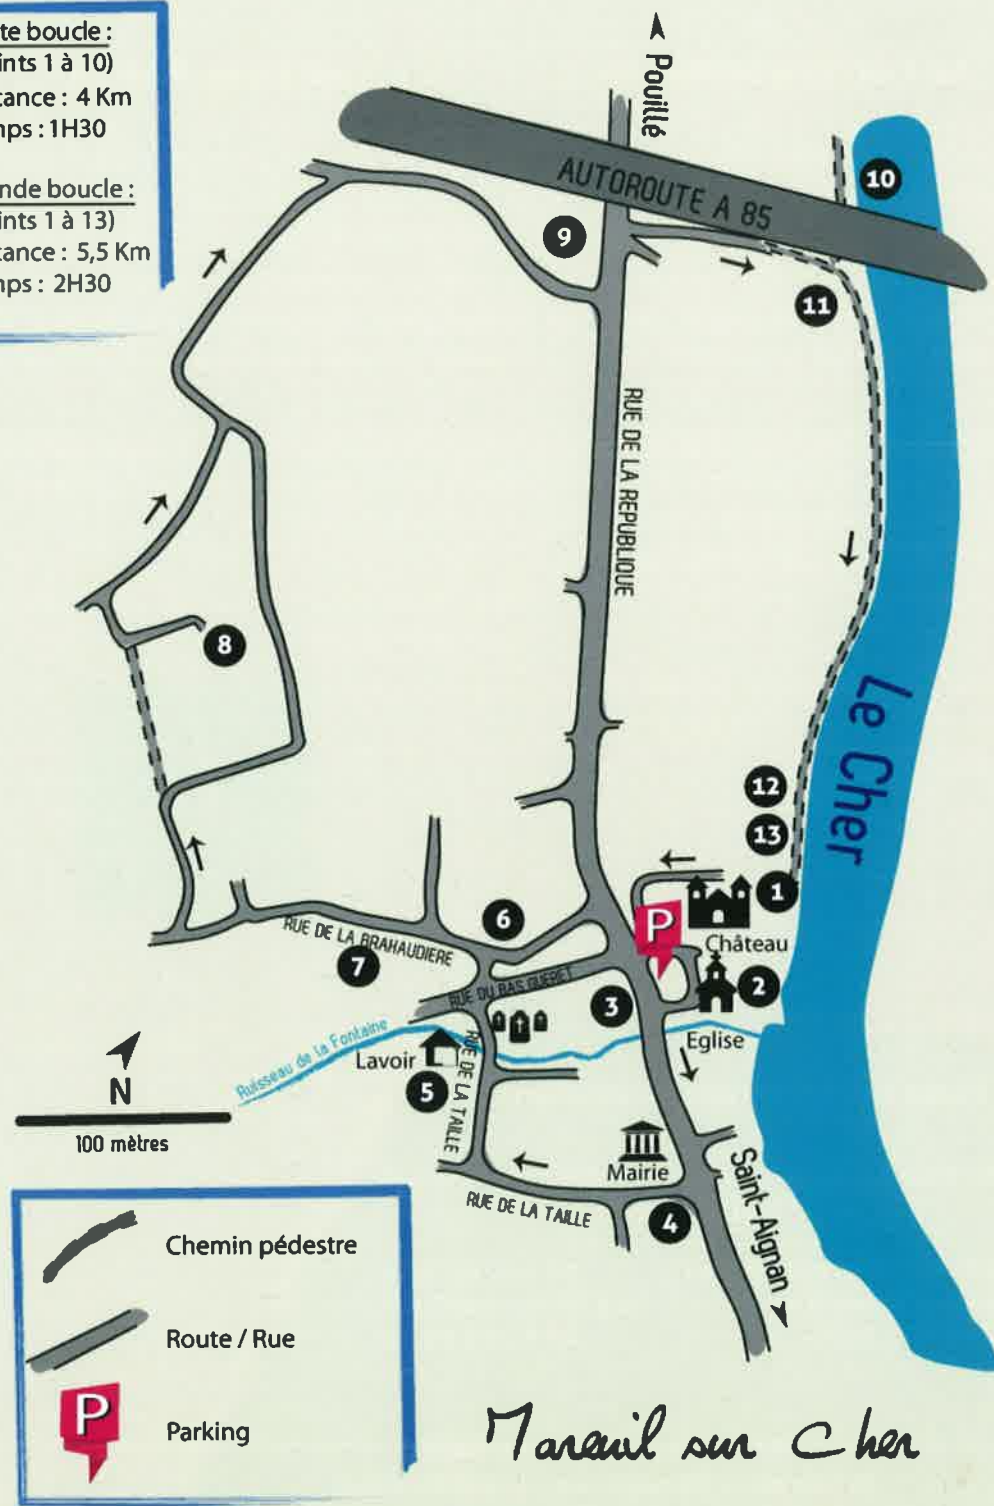 te boucle :
ints 1 à 10)
tance : 4 Km
nps : 1H30
nde boucle :
ints 1 à 13)
tance : 5,5 Km
nps : 2H30
Pouillé
AUTOROUTE A 85
10
9
11
RUE DE LA REPUBLIQUE
8
Le Cher
12
13
1
P
Château
6
RUE DE LA BRAHAUDIERE
7
RUE DU BAS GUERET
3
2
Eglise
Ruisseau de la Fontaine
Lavoir
5
RUE DE LA TAILLE
N
100 mètres
Mairie
RUE DE LA TAILLE
4
Saint-Aignan
Chemin pédestre
Route / Rue
P
Parking
Mareuil sur Cher